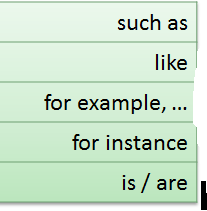 such as
like
for example, ...
for instance
is / are